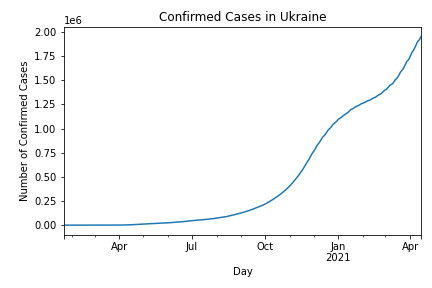 Confirmed Cases in Ukraine
1e6
2.00
1.75
1.50
1.25
1.00
0.75
0.50
0.25
0.00
Number of Confirmed Cases
Apr Jul Oct Jan Apr
2021
Day